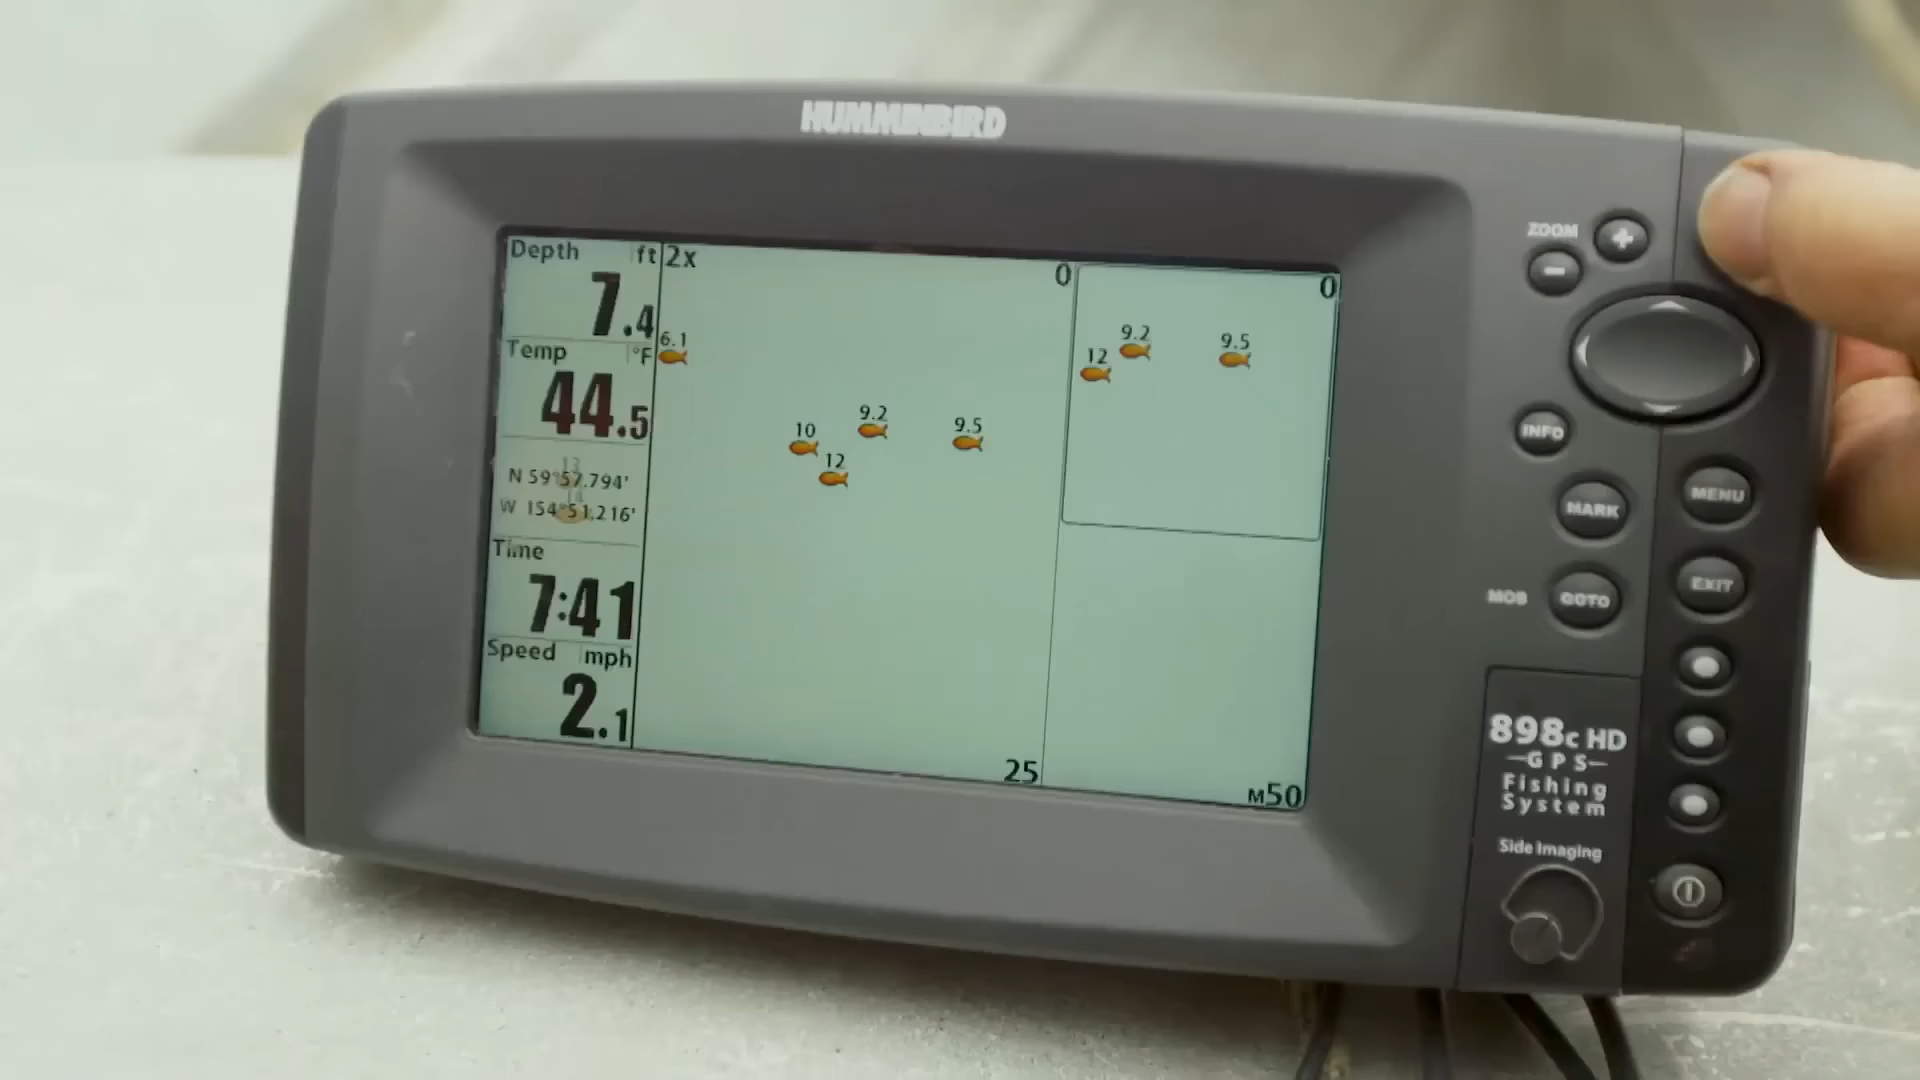 HUMMINBIRD
Depth ft
7.4
Temp °F
44.5
13
N 59°57.794'
14
W 154°51.216'
Time
7:41
Speed mph
2.1
2x
0
6.1
10
9.2
12
9.5
25
0
12
9.2
9.5
M50
ZOOM
+
-
INFO
MARK
MENU
MOB
GOTO
EXIT
898c HD
—GPS—
Fishing
System
Side Imaging